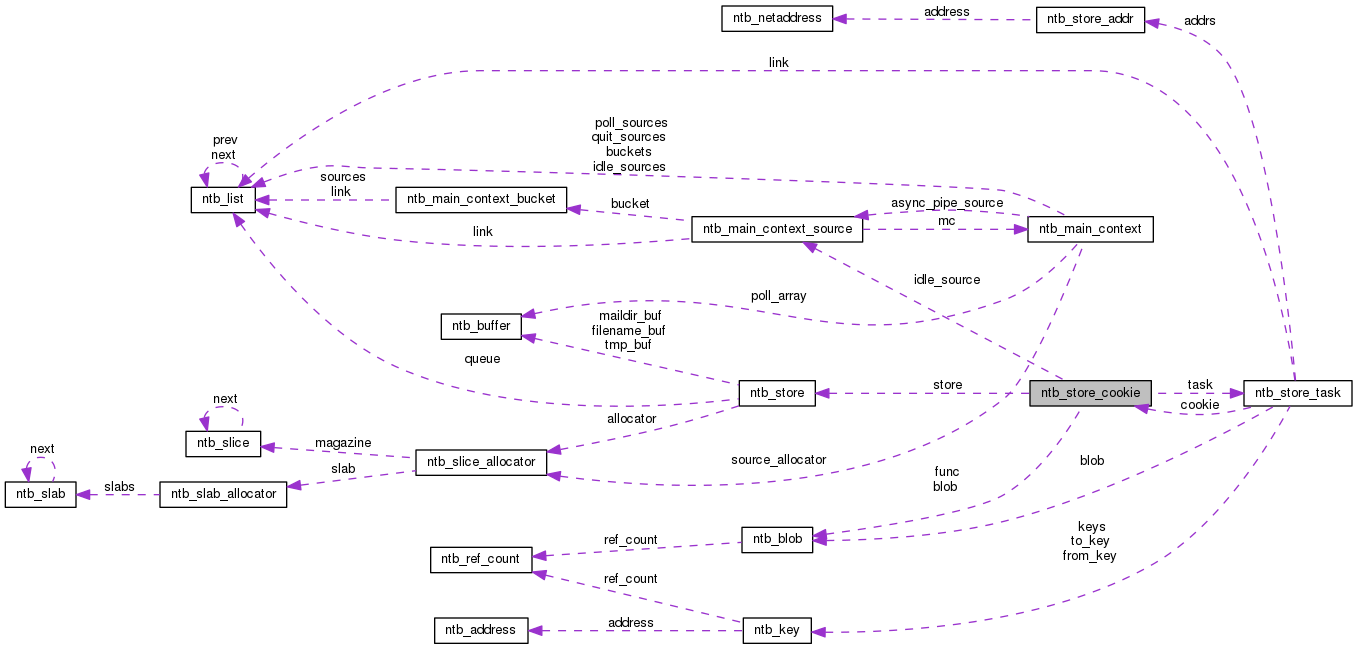 ntb_netaddress
address
ntb_store_addr
addrs
link
prev
next
ntb_list
poll_sources
quit_sources
buckets
idle_sources
sources
link
ntb_main_context_bucket
bucket
link
ntb_main_context_source
async_pipe_source
mc
ntb_main_context
idle_source
poll_array
ntb_buffer
maildir_buf
filename_buf
tmp_buf
queue
ntb_store
store
ntb_store_cookie
task
cookie
ntb_store_task
allocator
next
ntb_slice
magazine
ntb_slice_allocator
source_allocator
slab
next
ntb_slab
slabs
ntb_slab_allocator
func
blob
blob
ntb_blob
ref_count
ntb_ref_count
ref_count
keys
to_key
from_key
ntb_address
address
ntb_key